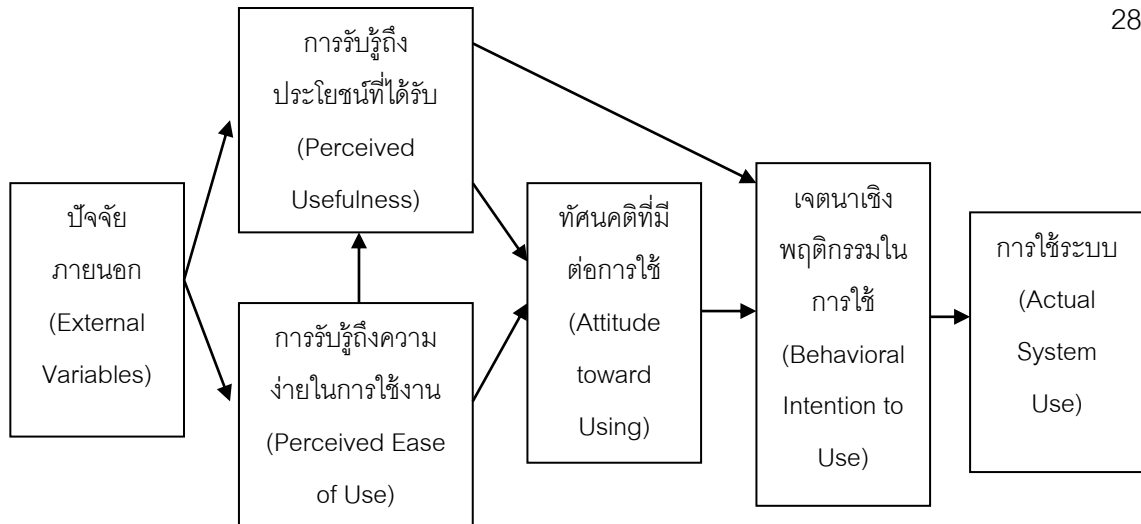 28
การรับรู้ถึง
ประโยชน์ที่ได้รับ
(Perceived
Usefulness)
ปัจจัย
ภายนอก
(External
Variables)
การรับรู้ถึงความ
ง่ายในการใช้งาน
(Perceived Ease
of Use)
ทัศนคติที่มี
ต่อการใช้
(Attitude
toward
Using)
เจตนาเชิง
พฤติกรรมใน
การใช้
(Behavioral
Intention to
Use)
การใช้ระบบ
(Actual
System
Use)